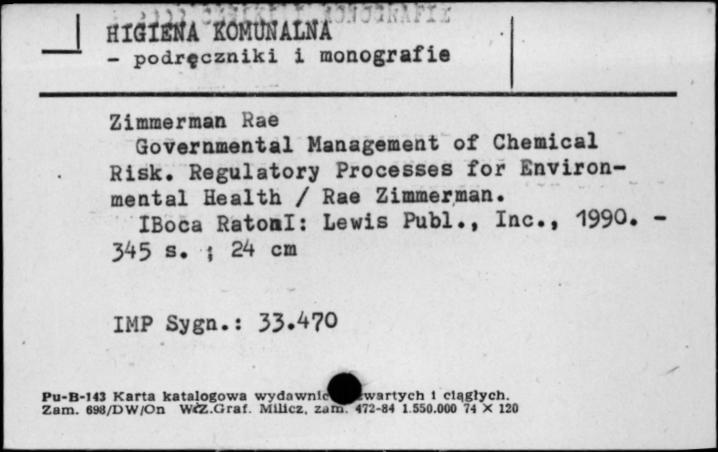 HIGIENA KOMUNALNA
- podręczniki i monografie
Zimmerman Rae
Governmental Management of Chemical
Risk. Regulatory Processes for Environ-
mental Health / Rae Zimmerman.
IBoca RatonI: Lewis Publ., Inc., 1990. -
345 s. ; 24 cm
IMP Sygn.: 33.470
Pu-B-143 Karta katalogowa wydawnic wartych i ciągłych.
Zam. 698/DW/On WZ.Graf. Milicz, zam. 472-84 1.550.000 74 X 120